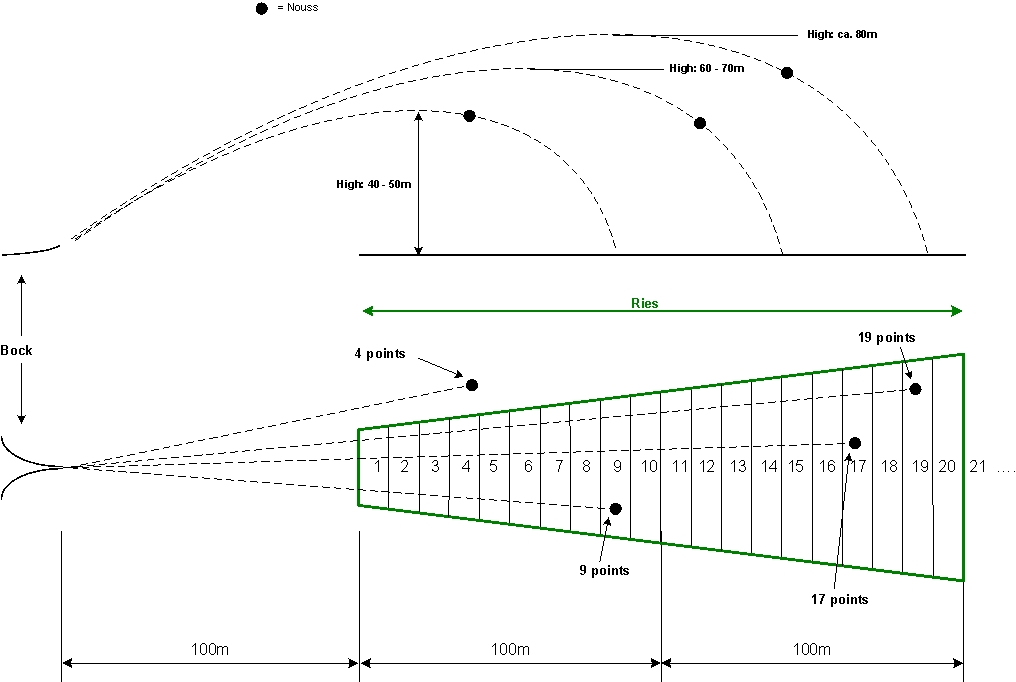 = Nouss
High: ca. 80m
High: 60 - 70m
High: 40 - 50m
Ries
Bock
4 points
19 points
1 2 3 4 5 6 7 8 9 10 11 12 13 14 15 16 17 18 19 20 21 ....
9 points
17 points
100m 100m 100m